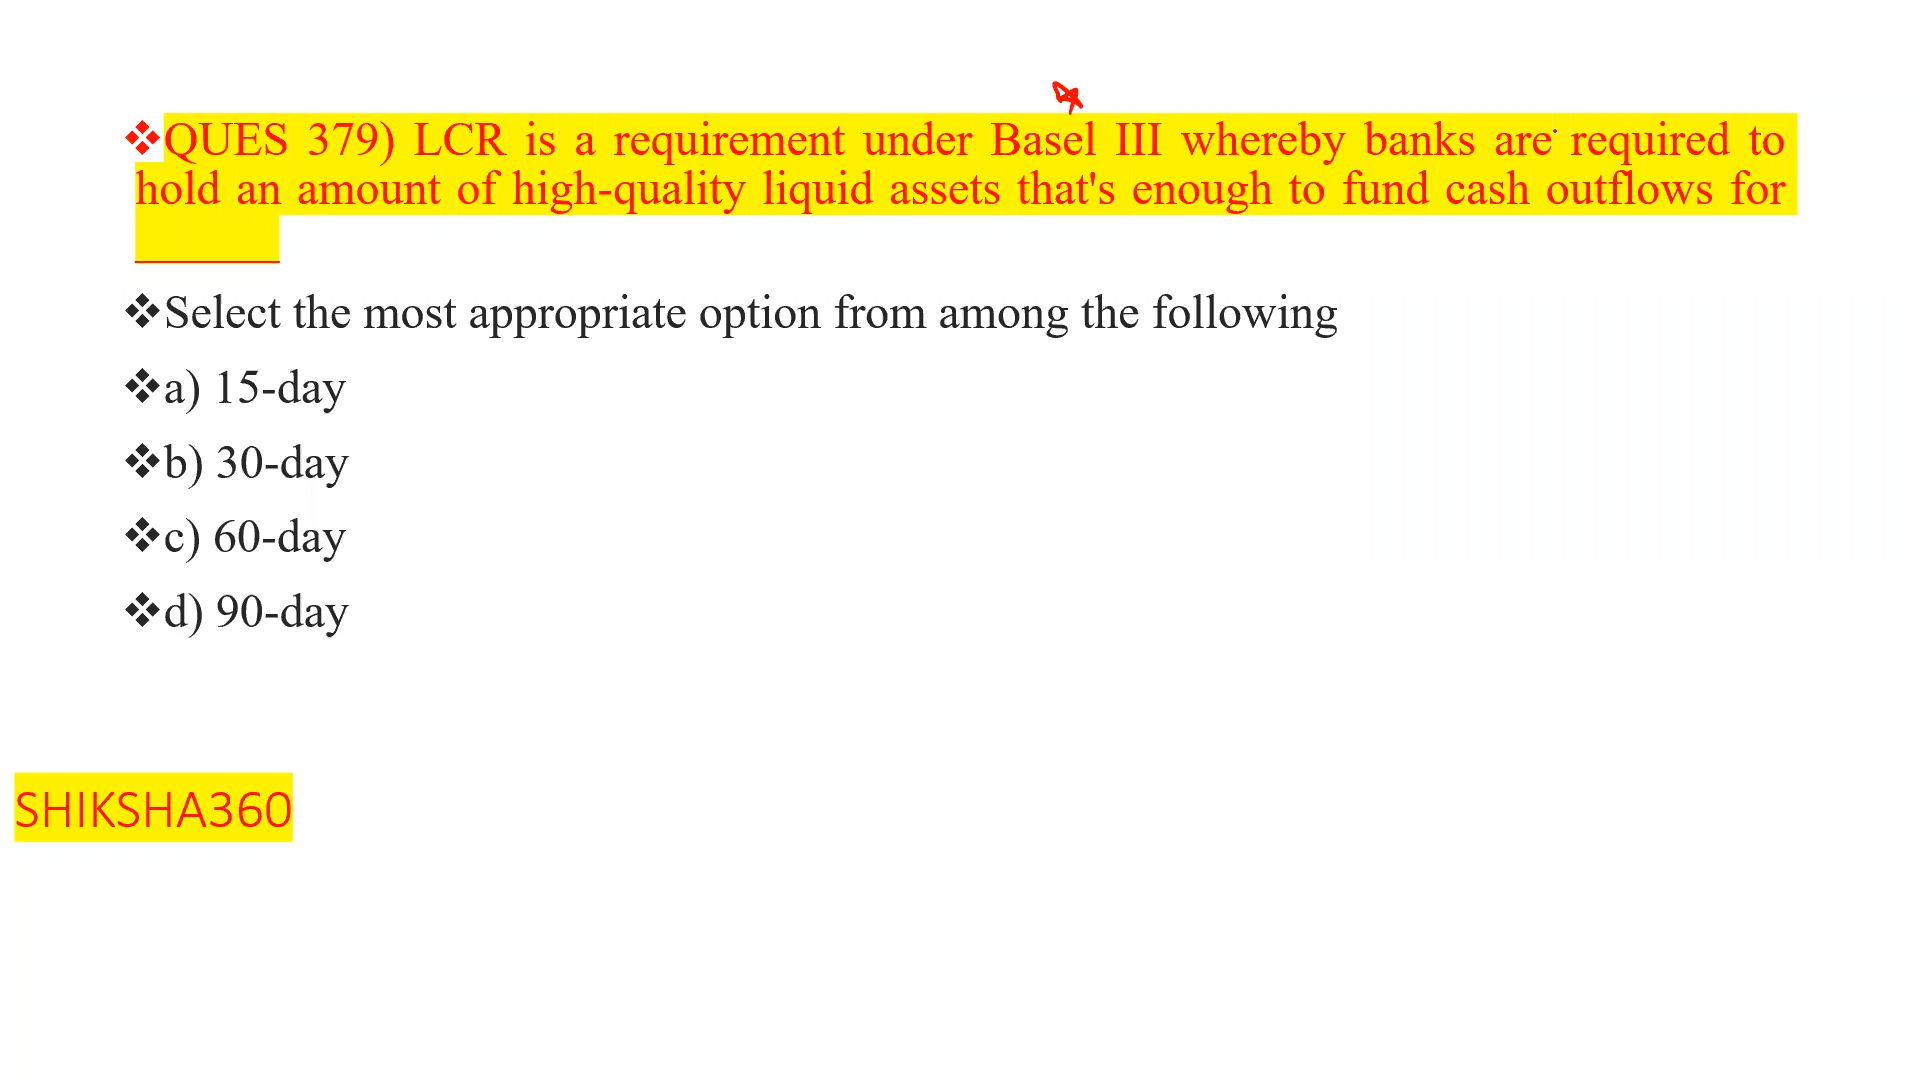 ❖QUES 379) LCR is a requirement under Basel III whereby banks are required to
hold an amount of high-quality liquid assets that's enough to fund cash outflows for
______
❖Select the most appropriate option from among the following
❖a) 15-day
❖b) 30-day
❖c) 60-day
❖d) 90-day
SHIKSHA360